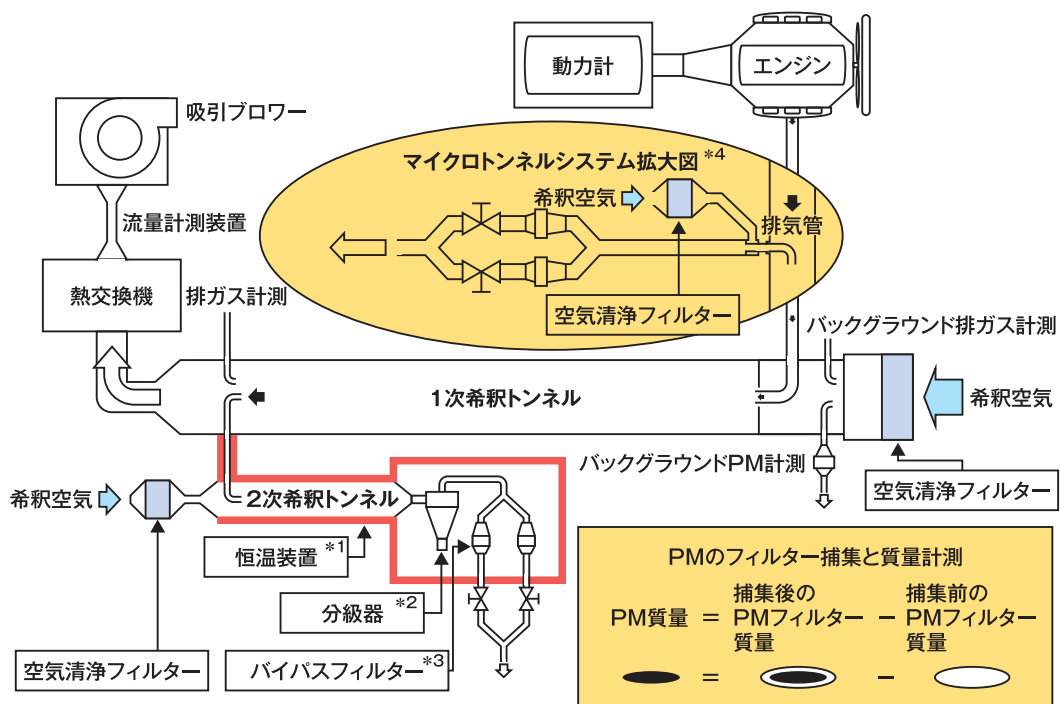 動力計
エンジン
吸引ブロワー
マイクロトンネルシステム拡大図*4
希釈空気
排気管
流量計測装置
熱交換機
排ガス計測
空気清浄フィルター
バックグラウンド排ガス計測
1次希釈トンネル
希釈空気
バックグラウンドPM計測
空気清浄フィルター
希釈空気
2次希釈トンネル
恒温装置*1
分級器*2
バイパスフィルター*3
空気清浄フィルター
PMのフィルター捕集と質量計測
PM質量 = 捕集後のPMフィルター質量 − 捕集前のPMフィルター質量
= −